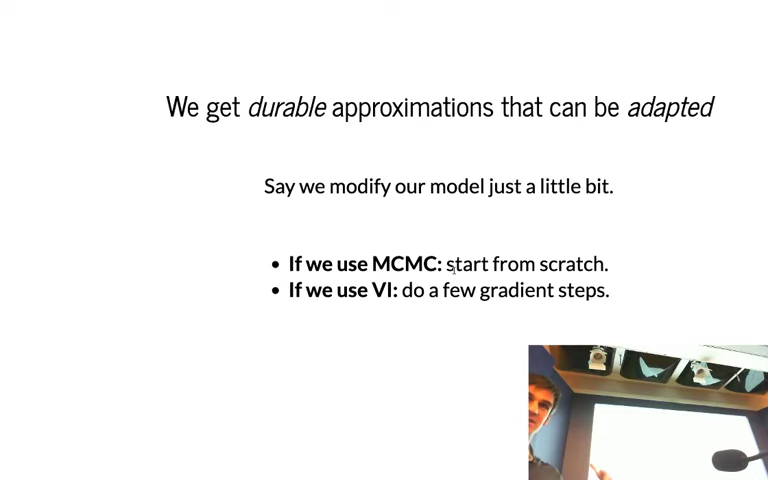 We get durable approximations that can be adapted
Say we modify our model just a little bit.
• If we use MCMC: start from scratch.
• If we use VI: do a few gradient steps.